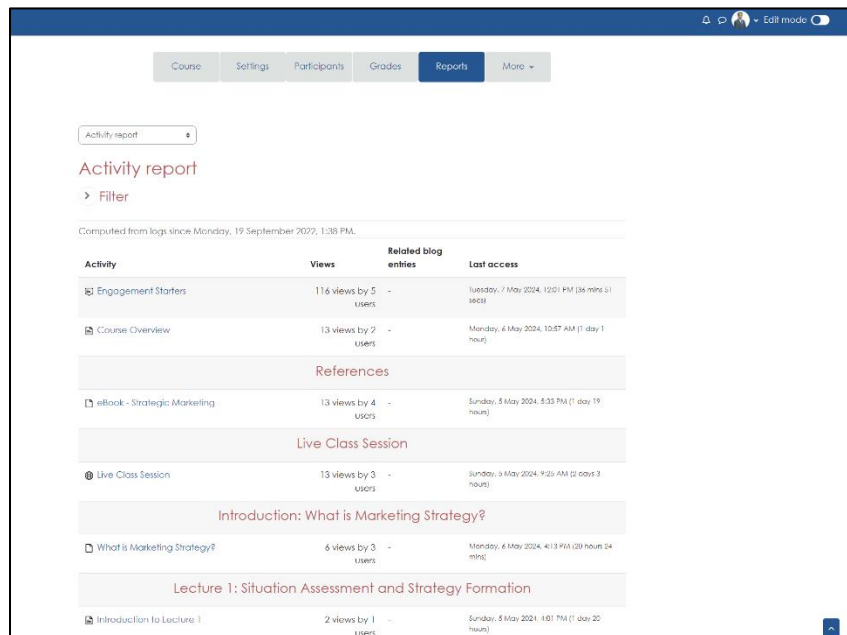 Edit mode
Course Settings Participants Grades Reports More
Activity report
Activity report
Filter
Computed from logs since Monday, 19 September 2022, 1:38 PM.
Activity Views Related blog entries Last access
Engagement Starters 116 views by 5 users - Tuesday, 7 May 2024, 12:01 PM (36 mins 51 secs)
Course Overview 13 views by 2 users - Monday, 6 May 2024, 10:57 AM (1 day 1 hour)
References
eBook - Strategic Marketing 13 views by 4 users - Sunday, 5 May 2024, 5:33 PM (1 day 19 hours)
Live Class Session
Live Class Session 13 views by 3 users - Sunday, 5 May 2024, 9:25 AM (2 days 3 hours)
Introduction: What is Marketing Strategy?
What is Marketing Strategy? 6 views by 3 users - Monday, 6 May 2024, 4:13 PM (20 hours 24 mins)
Lecture 1: Situation Assessment and Strategy Formation
Introduction to Lecture 1 2 views by 1 users - Sunday, 5 May 2024, 4:01 PM (1 day 20 hours)